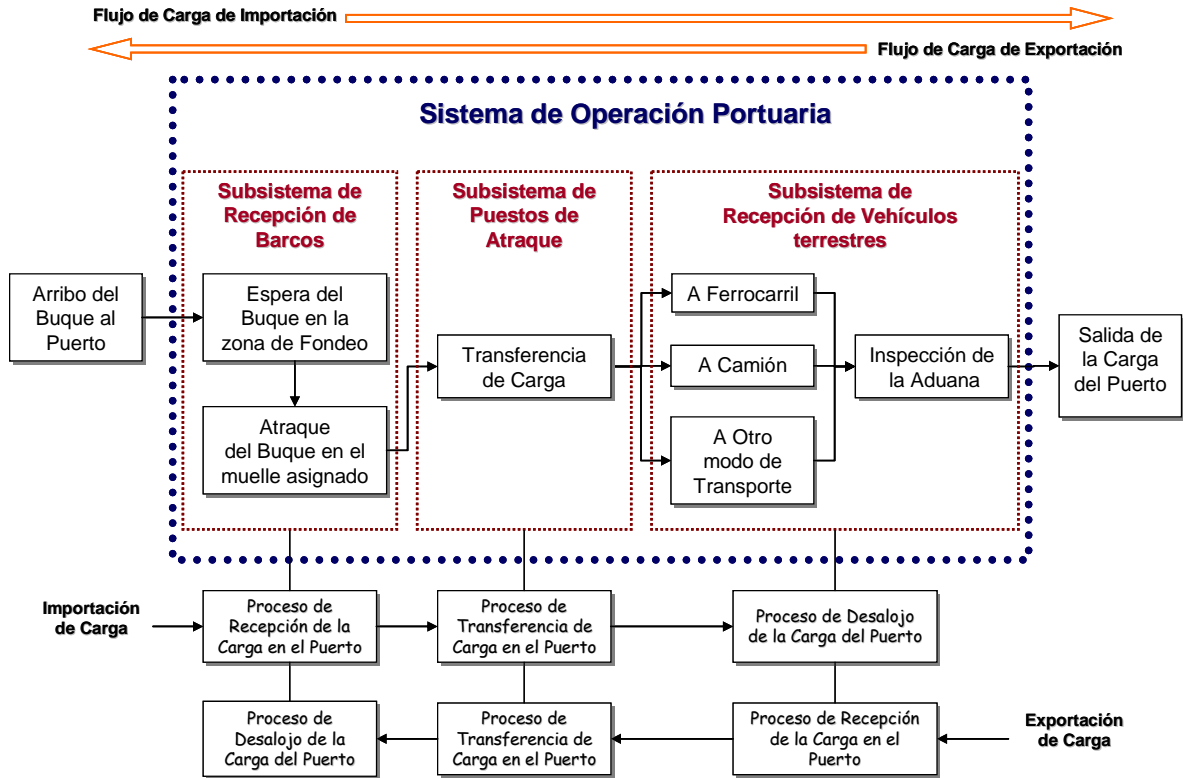 Flujo de Carga de Importación
Flujo de Carga de Exportación
Sistema de Operación Portuaria
Subsistema de
Recepción de
Barcos
Subsistema de
Puestos de
Atraque
Subsistema de
Recepción de Vehículos
terrestres
Arribo del
Buque al
Puerto
Espera del
Buque en la
zona de Fondeo
Atraque
del Buque en el
muelle asignado
Transferencia
de Carga
A Ferrocarril
A Camión
A Otro
modo de
Transporte
Inspección de
la Aduana
Salida de
la Carga
del Puerto
Importación
de Carga
Proceso de
Recepción de la
Carga en el Puerto
Proceso de
Transferencia de
Carga en el Puerto
Proceso de Desalojo
de la Carga del Puerto
Proceso de
Desalojo de la
Carga del Puerto
Proceso de
Transferencia de
Carga en el Puerto
Proceso de Recepción
de la Carga en el
Puerto
Exportación
de Carga